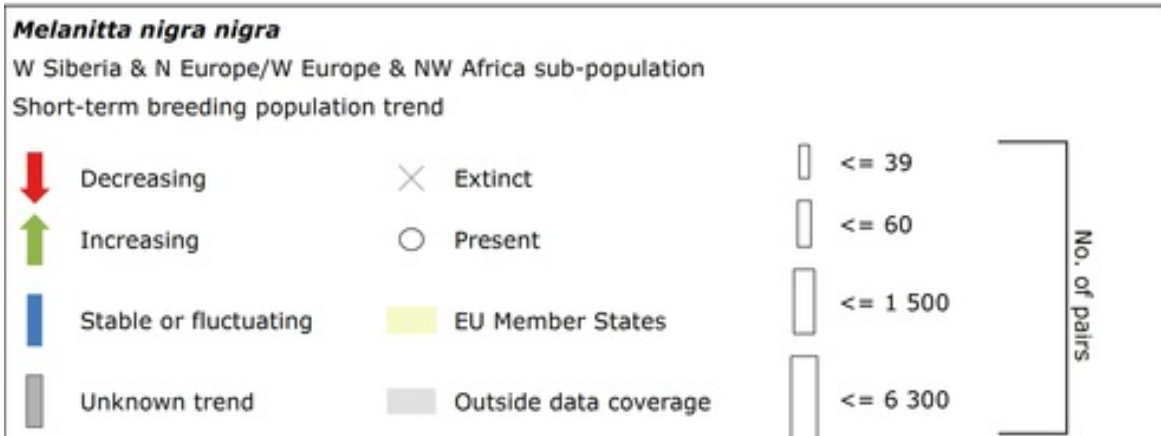 Melanitta nigra nigra
W Siberia & N Europe/W Europe & NW Africa sub-population
Short-term breeding population trend
Decreasing
Extinct
<= 39
Increasing
Present
<= 60
Stable or fluctuating
EU Member States
<= 1 500
Unknown trend
Outside data coverage
<= 6 300
No. of pairs